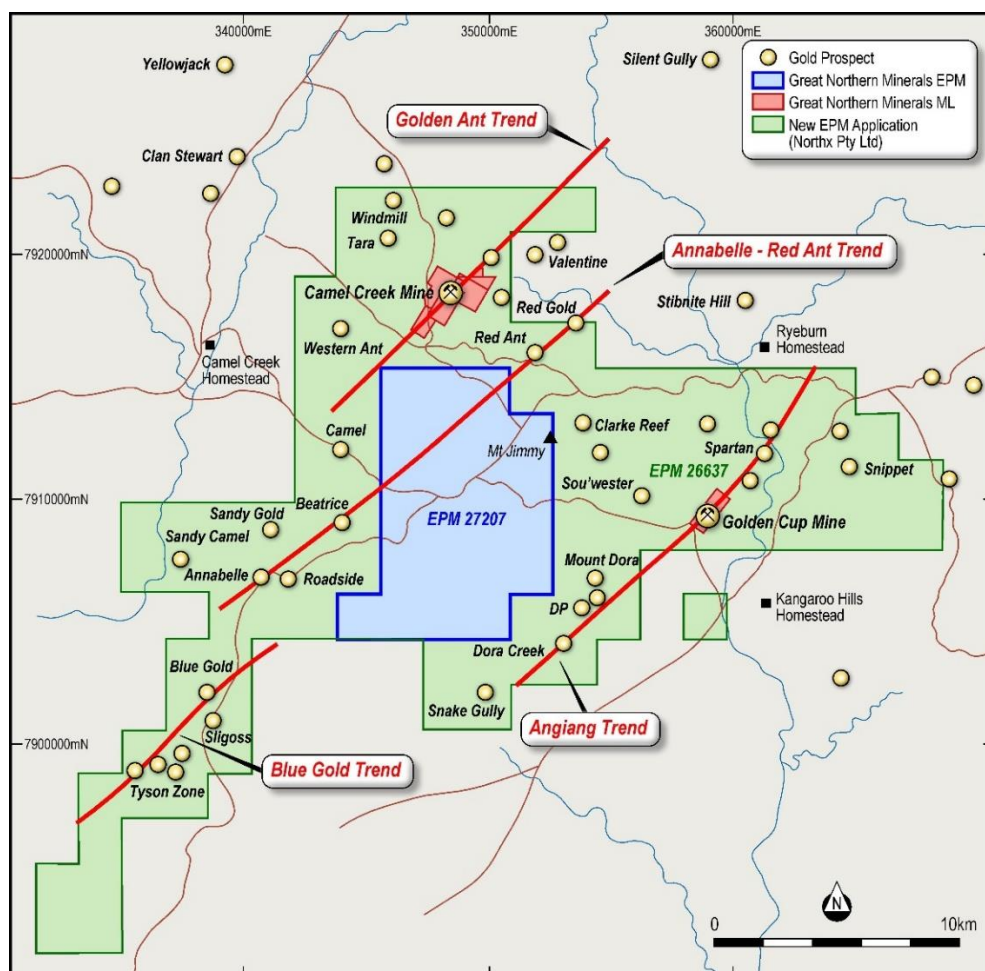 340000mE
350000mE
360000mE
Yellowjack
Silent Gully
Gold Prospect
Great Northern Minerals EPM
Great Northern Minerals ML
New EPM Application
(Northx Pty Ltd)
Golden Ant Trend
Clan Stewart
Windmill
Tara
7920000mN
Valentine
Annabelle - Red Ant Trend
Camel Creek Mine
Red Gold
Stibnite Hill
Western Ant
Red Ant
Camel Creek
Homestead
Ryeburn
Homestead
Camel
Clarke Reef
Mt Jimmy
Spartan
Sou'wester
EPM 26637
Snippet
7910000mN
Beatrice
Sandy Gold
EPM 27207
Golden Cup Mine
Sandy Camel
Annabelle
Roadside
Mount Dora
DP
Kangaroo Hills
Homestead
Dora Creek
Blue Gold
Snake Gully
Sligoss
Angiang Trend
7900000mN
Blue Gold Trend
Tyson Zone
N
0
10km